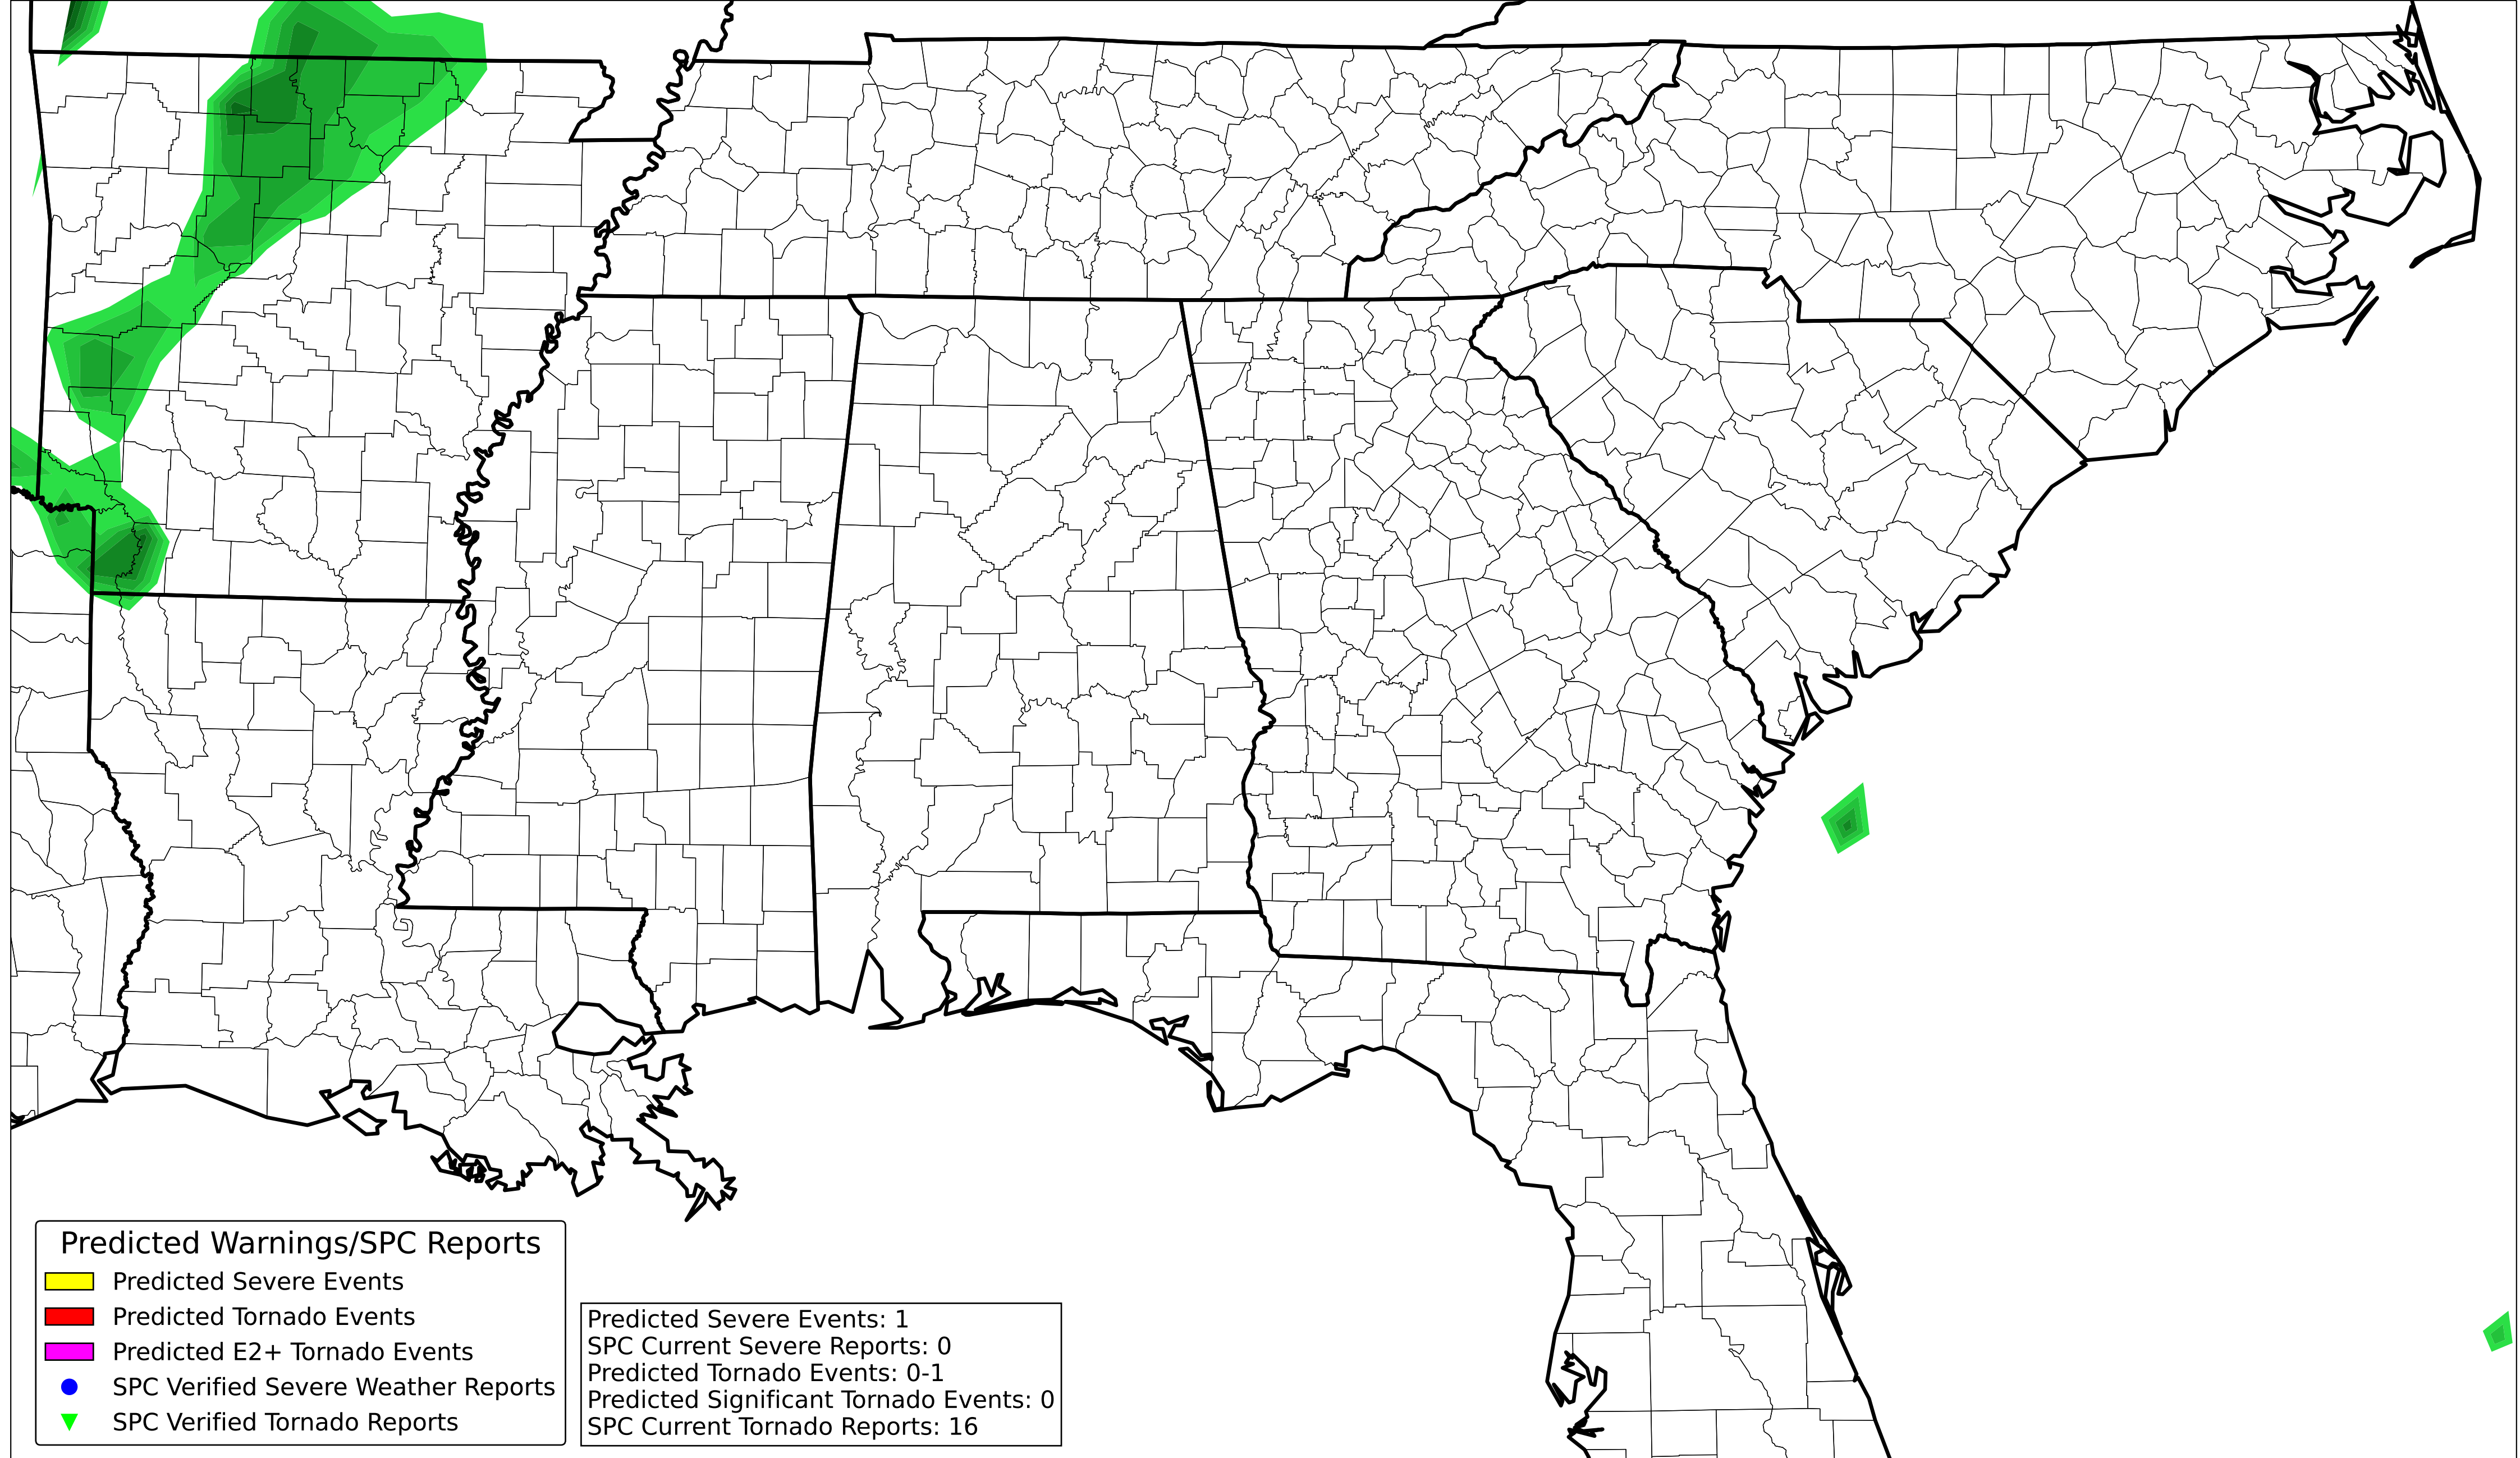 Predicted Warnings/SPC Reports
Predicted Severe Events
Predicted Tornado Events
Predicted E2+ Tornado Events
SPC Verified Severe Weather Reports
SPC Verified Tornado Reports
Predicted Severe Events: 1
SPC Current Severe Reports: 0
Predicted Tornado Events: 0-1
Predicted Significant Tornado Events: 0
SPC Current Tornado Reports: 16